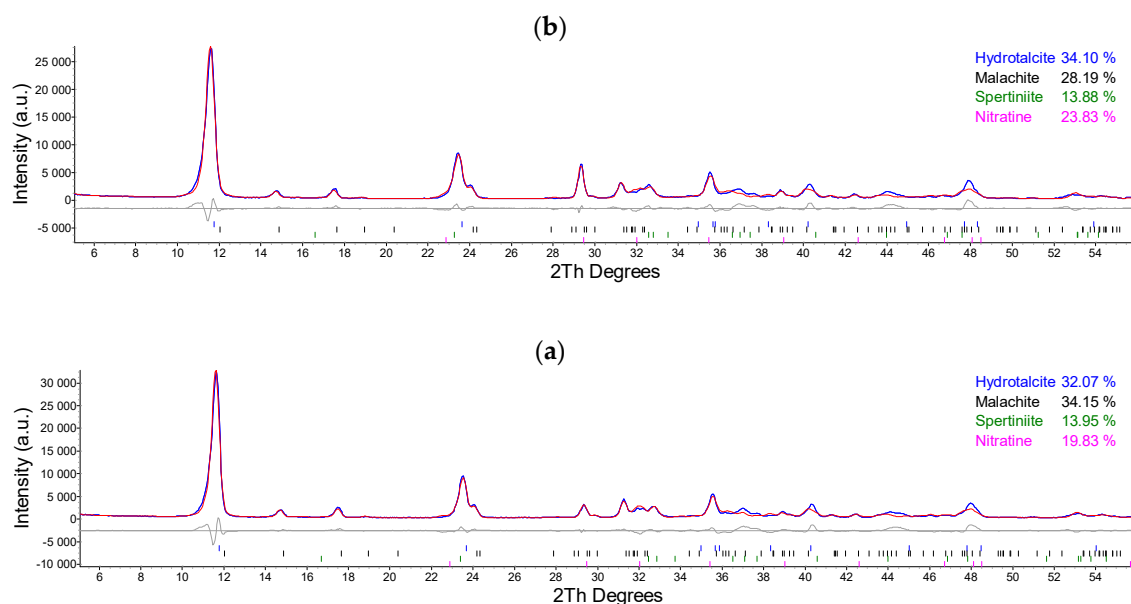 (b)
Intensity (a.u.)
25 000
20 000
15 000
10 000
5 000
0
-5 000
Hydrotalcite 34.10 %
Malachite 28.19 %
Spertiniite 13.88 %
Nitratine 23.83 %
6 8 10 12 14 16 18 20 22 24 26 28 30 32 34 36 38 40 42 44 46 48 50 52 54
2Th Degrees
(a)
Intensity (a.u.)
30 000
25 000
20 000
15 000
10 000
5 000
0
-5 000
-10 000
Hydrotalcite 32.07 %
Malachite 34.15 %
Spertiniite 13.95 %
Nitratine 19.83 %
6 8 10 12 14 16 18 20 22 24 26 28 30 32 34 36 38 40 42 44 46 48 50 52 54
2Th Degrees